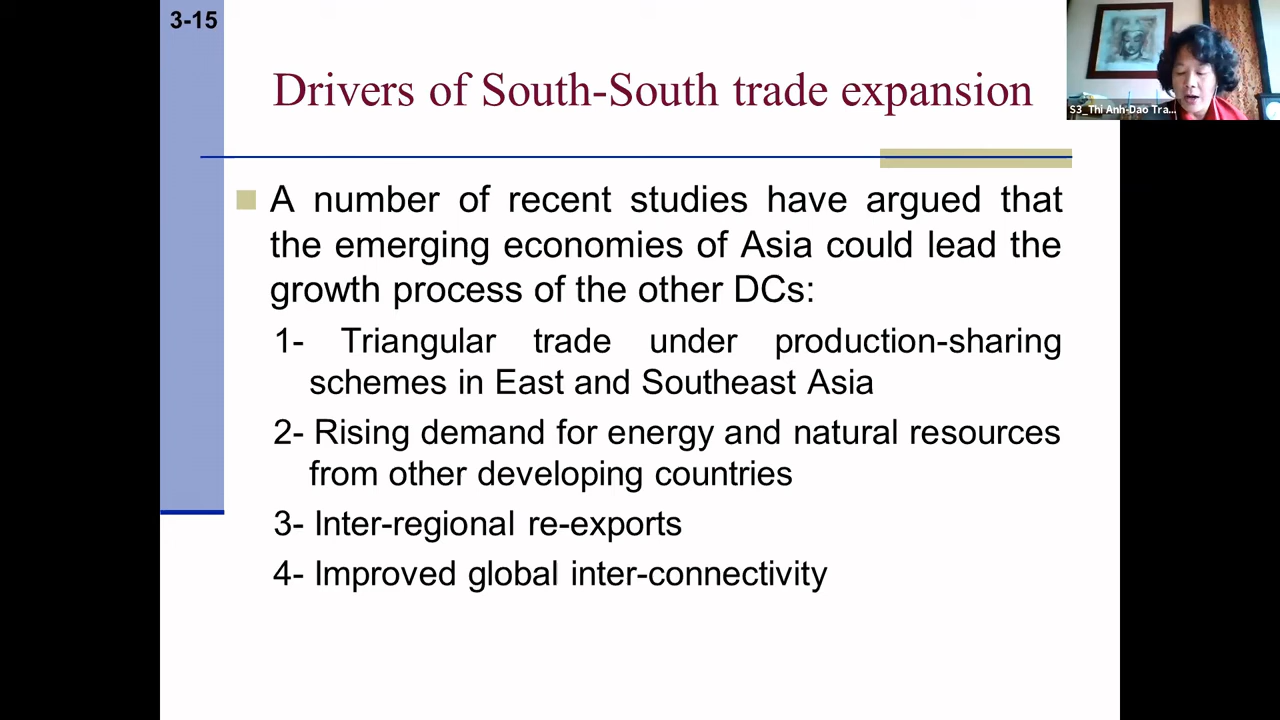 3-15
Drivers of South-South trade expansion
A number of recent studies have argued that
the emerging economies of Asia could lead the
growth process of the other DCs:
1- Triangular trade under production-sharing
schemes in East and Southeast Asia
2- Rising demand for energy and natural resources
from other developing countries
3- Inter-regional re-exports
4- Improved global inter-connectivity
S3_Thi Anh-Dao Tra...